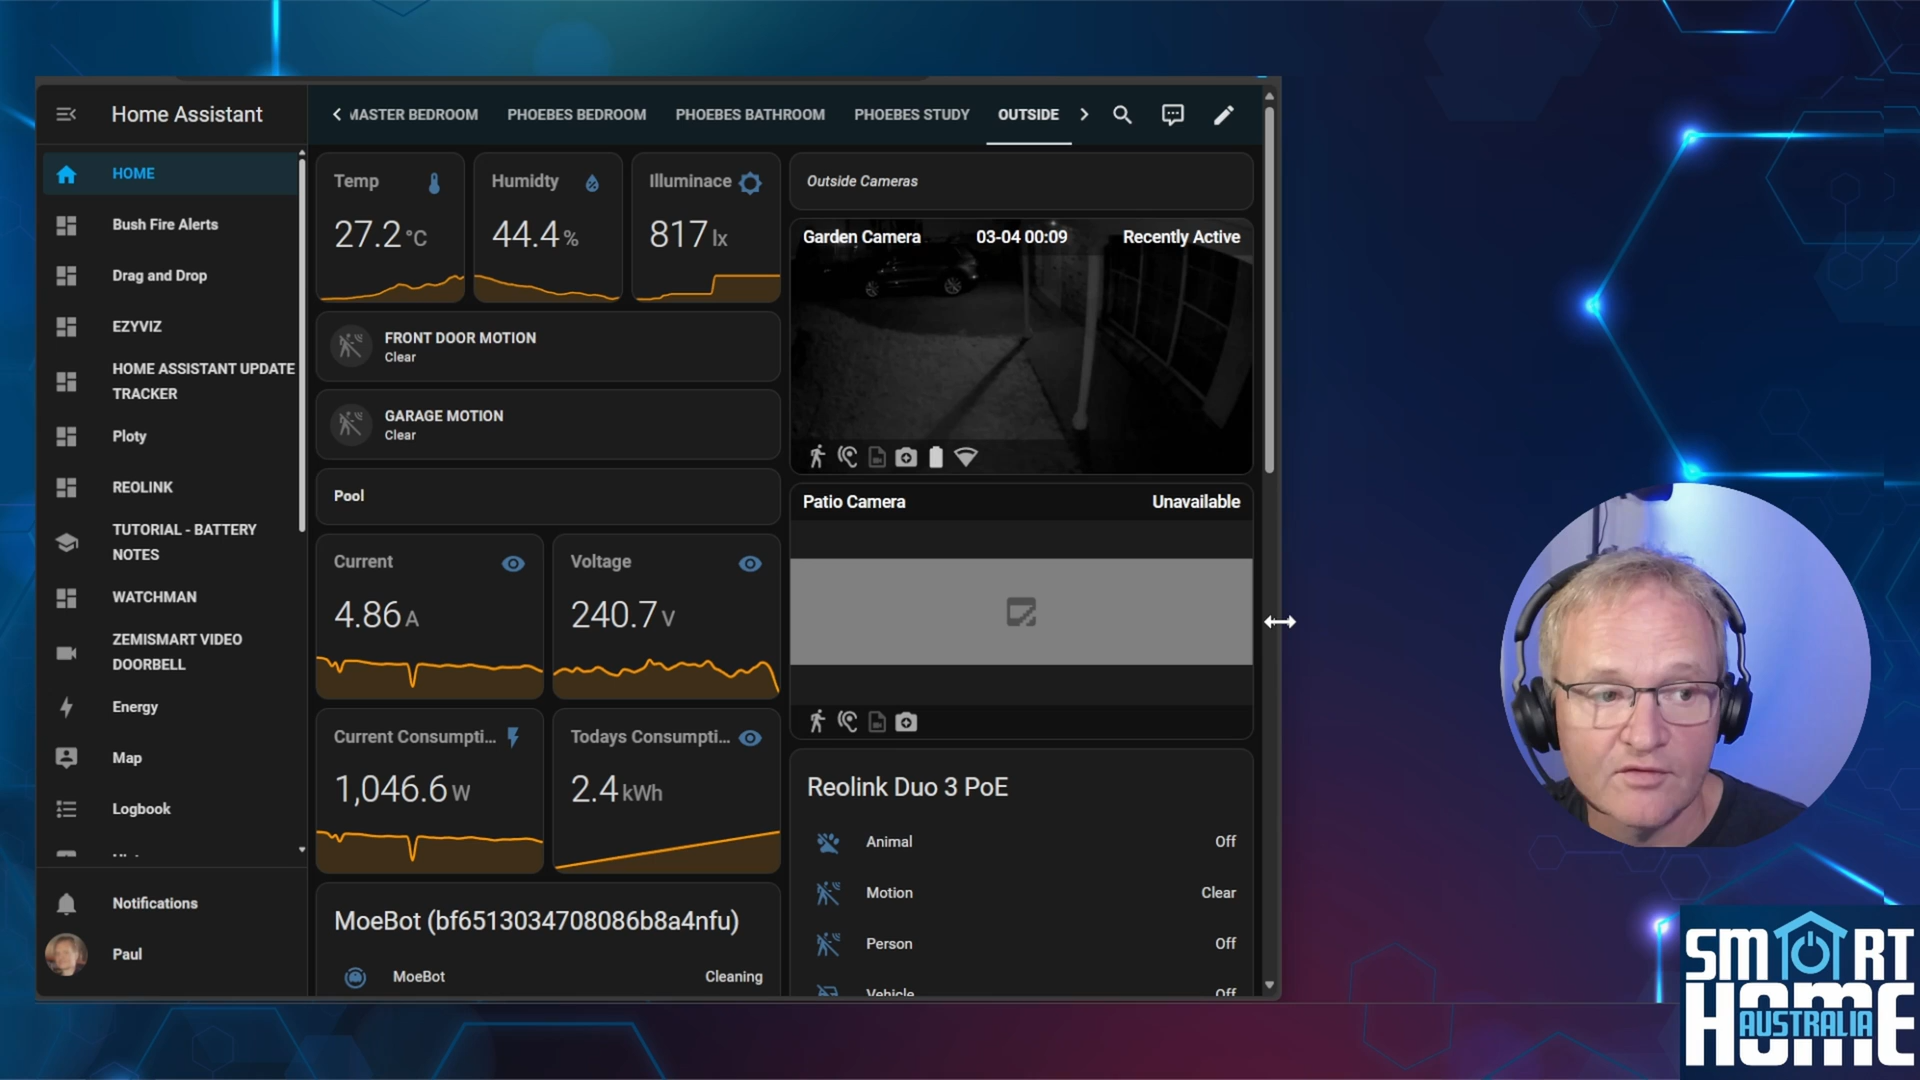 Home Assistant
HOME
Bush Fire Alerts
Drag and Drop
EZYVIZ
HOME ASSISTANT UPDATE
TRACKER
Ploty
REOLINK
TUTORIAL - BATTERY
NOTES
WATCHMAN
ZEMISMART VIDEO
DOORBELL
Energy
Map
Logbook
Notifications
Paul
MASTER BEDROOM PHOEBES BEDROOM PHOEBES BATHROOM PHOEBES STUDY OUTSIDE
Temp
27.2 °C
Humidty
44.4 %
Illuminace
817 lx
FRONT DOOR MOTION
Clear
GARAGE MOTION
Clear
Pool
Current
4.86 A
Voltage
240.7 V
Current Consumpti...
1,046.6 W
Todays Consumpti...
2.4 kWh
MoeBot (bf6513034708086b8a4nfu)
MoeBot Cleaning
Outside Cameras
Garden Camera 03-04 00:09 Recently Active
Patio Camera Unavailable
Reolink Duo 3 PoE
Animal Off
Motion Clear
Person Off
Vehicle Off
SMART
HOME
AUSTRALIA